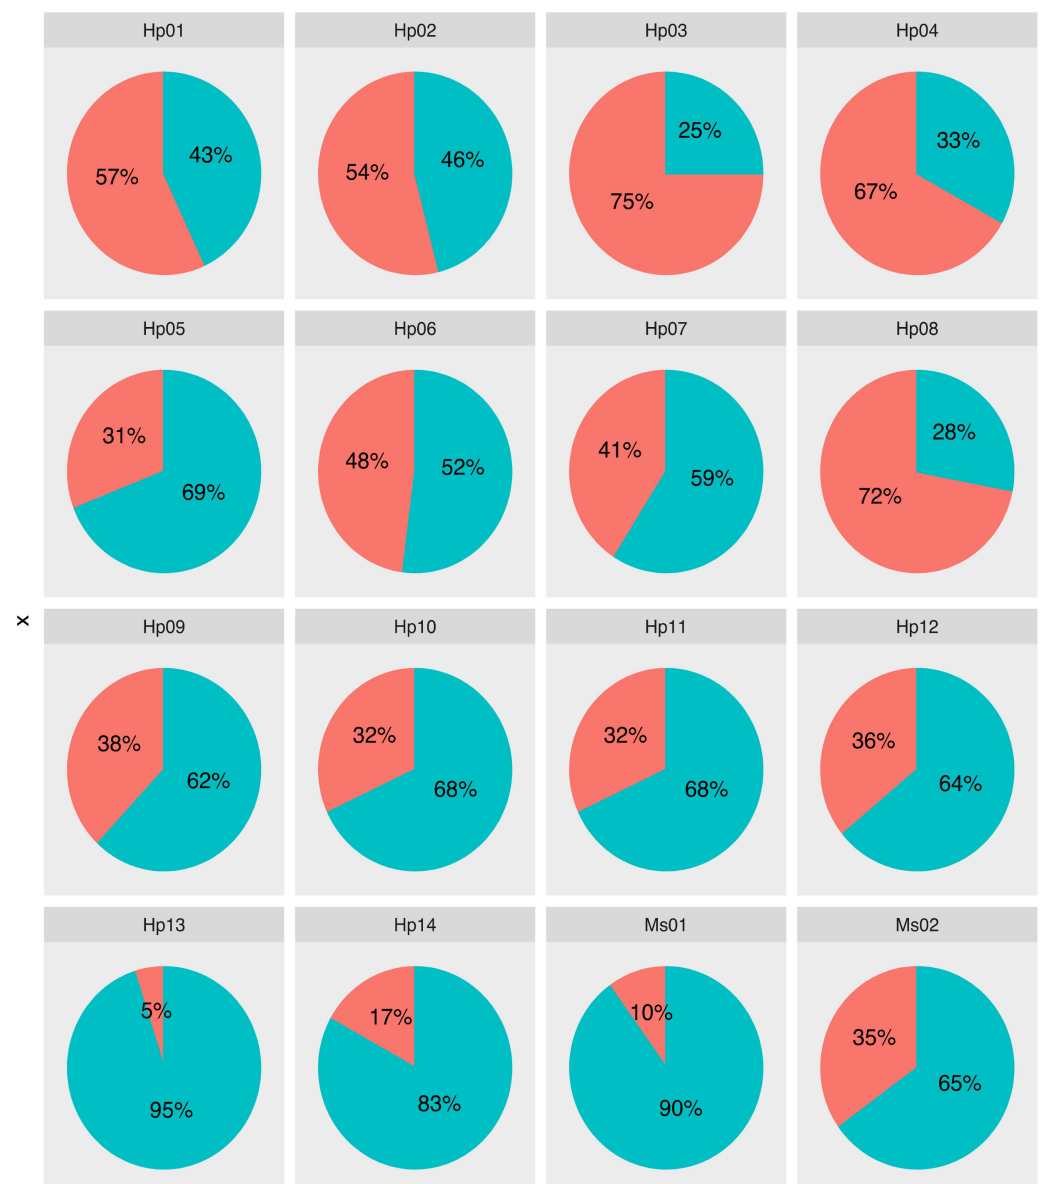 Hp01 Hp02 Hp03 Hp04
43% 57% 46% 54% 25% 75% 33% 67%
Hp05 Hp06 Hp07 Hp08
31% 69% 48% 52% 41% 59% 28% 72%
x
Hp09 Hp10 Hp11 Hp12
38% 62% 32% 68% 32% 68% 36% 64%
Hp13 Hp14 Ms01 Ms02
5% 95% 17% 83% 10% 90% 35% 65%